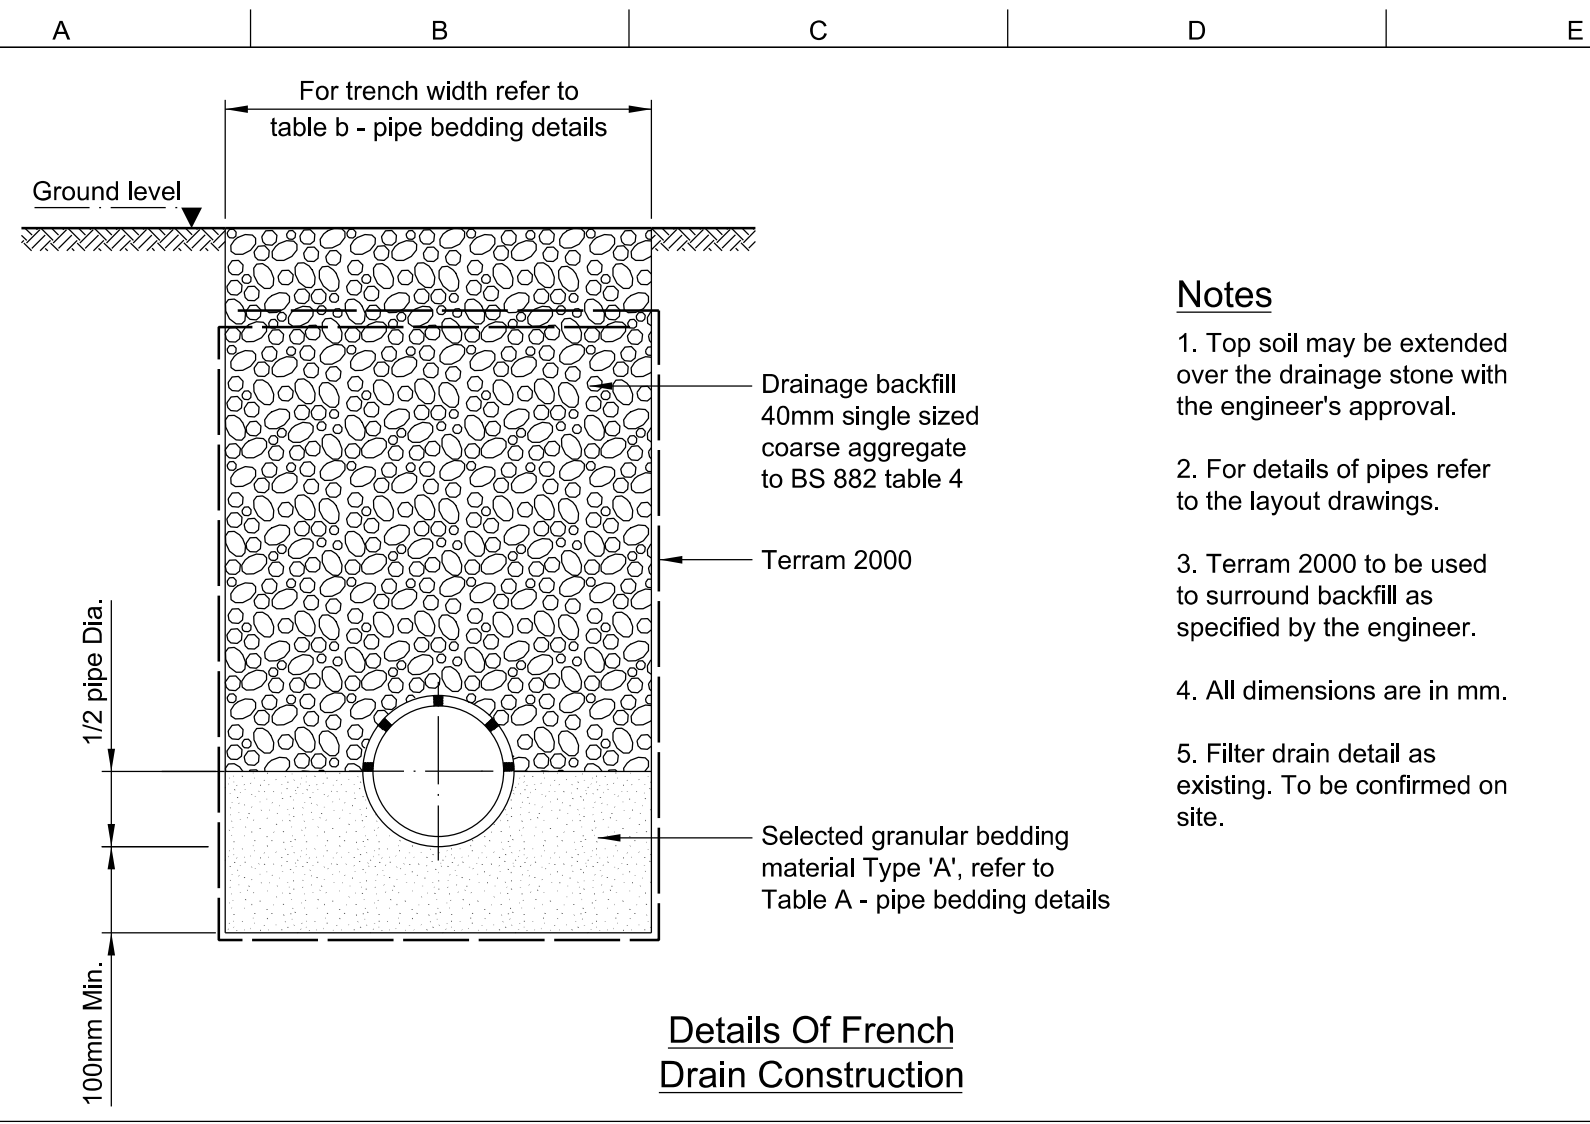 A
B
C
D
E
For trench width refer to
table b - pipe bedding details
Ground level
Drainage backfill
40mm single sized
coarse aggregate
to BS 882 table 4
Terram 2000
1/2 pipe Dia.
Selected granular bedding
material Type 'A', refer to
Table A - pipe bedding details
100mm Min.
Details Of French
Drain Construction
Notes
1. Top soil may be extended
over the drainage stone with
the engineer's approval.
2. For details of pipes refer
to the layout drawings.
3. Terram 2000 to be used
to surround backfill as
specified by the engineer.
4. All dimensions are in mm.
5. Filter drain detail as
existing. To be confirmed on
site.